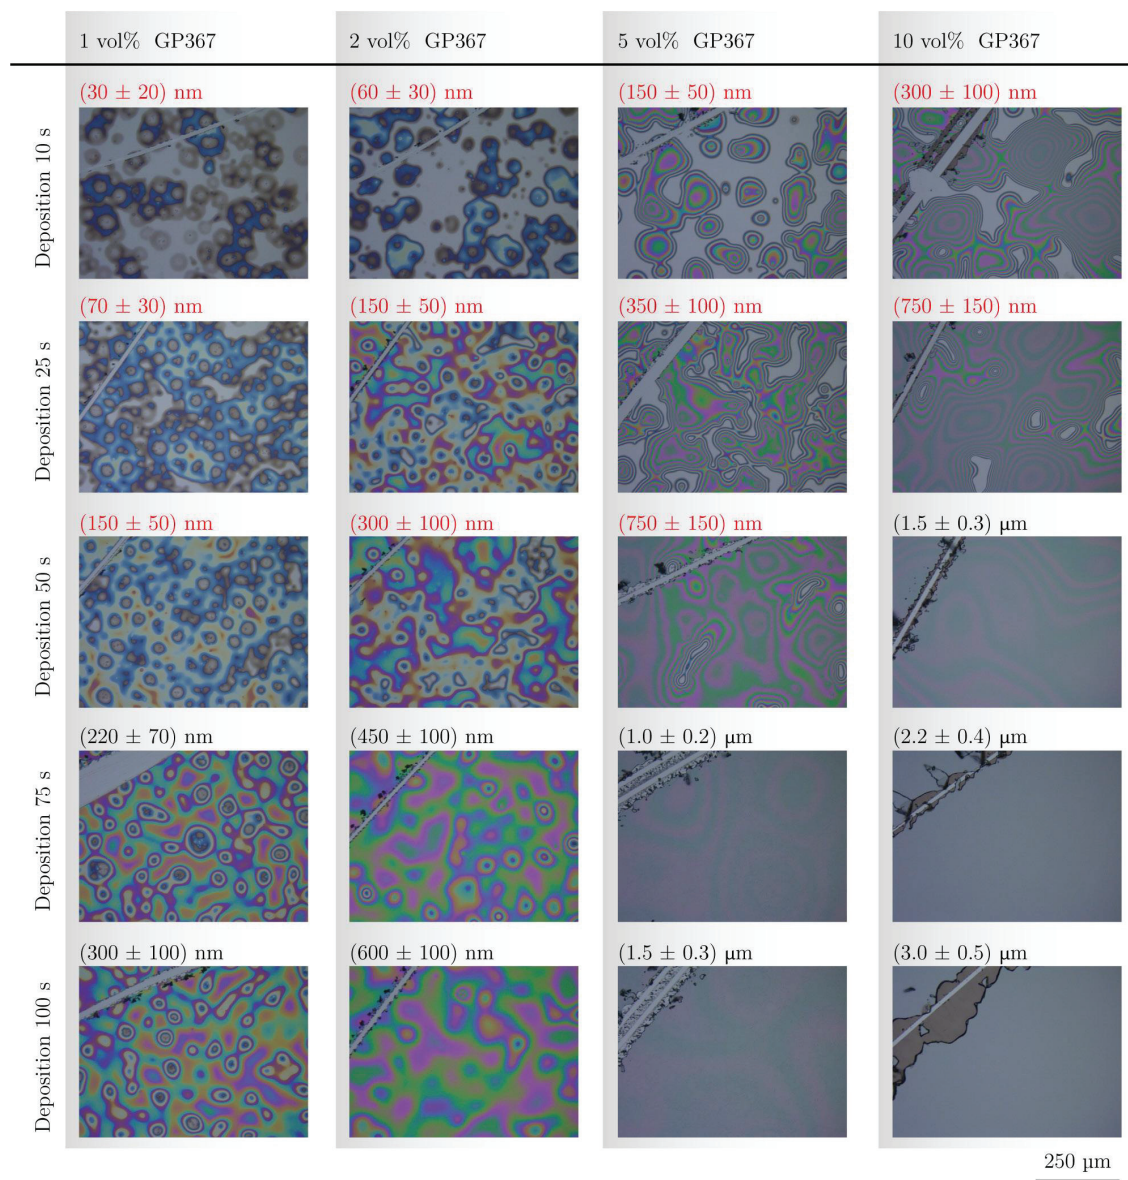 1 vol% GP367 2 vol% GP367 5 vol% GP367 10 vol% GP367
Deposition 10 s
(30 ± 20) nm (60 ± 30) nm (150 ± 50) nm (300 ± 100) nm
Deposition 25 s
(70 ± 30) nm (150 ± 50) nm (350 ± 100) nm (750 ± 150) nm
Deposition 50 s
(150 ± 50) nm (300 ± 100) nm (750 ± 150) nm (1.5 ± 0.3) µm
Deposition 75 s
(220 ± 70) nm (450 ± 100) nm (1.0 ± 0.2) µm (2.2 ± 0.4) µm
Deposition 100 s
(300 ± 100) nm (600 ± 100) nm (1.5 ± 0.3) µm (3.0 ± 0.5) µm
250 µm